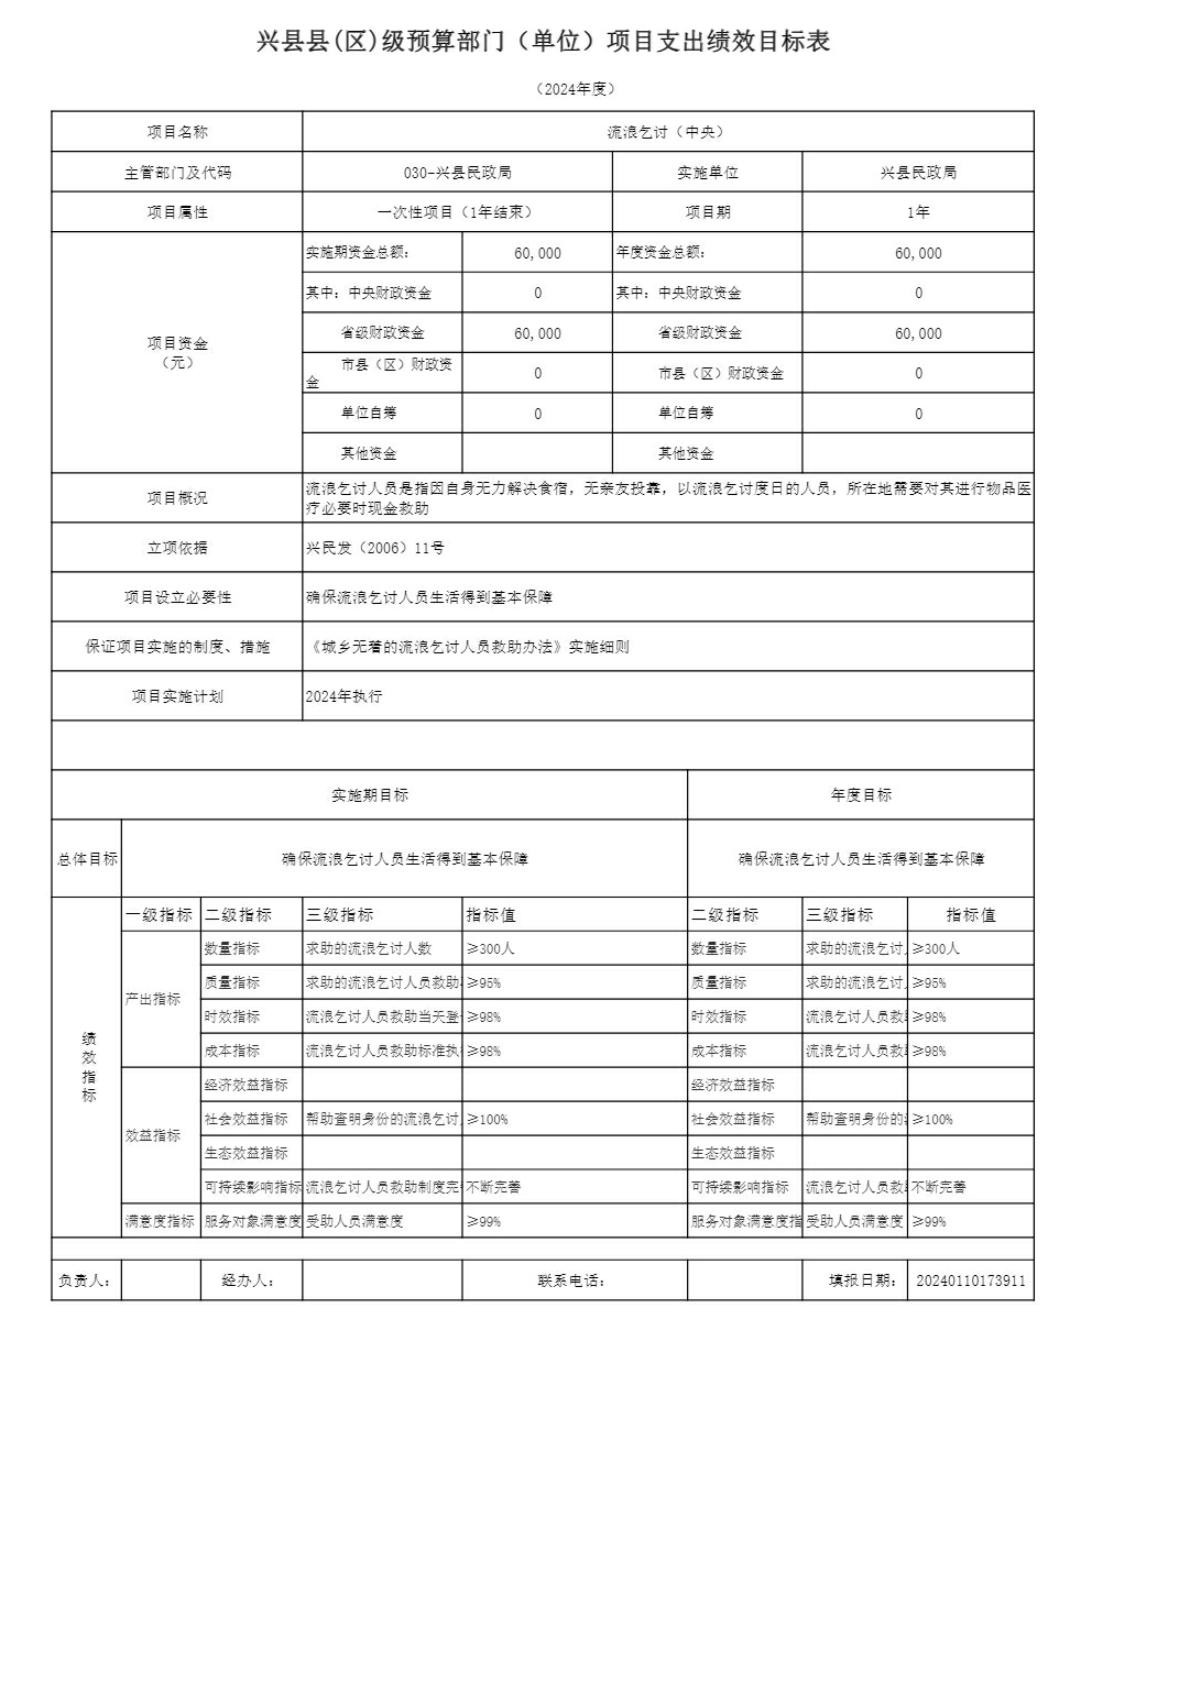 兴县县(区)级预算部门（单位）项目支出绩效目标表
（2024年度）
项目名称 流浪乞讨（中央）
主管部门及代码 030-兴县民政局 实施单位 兴县民政局
项目属性 一次性项目（1年结束） 项目期 1年
项目资金
（元）
实施期资金总额： 60,000 年度资金总额： 60,000
其中：中央财政资金 0 其中：中央财政资金 0
省级财政资金 60,000 省级财政资金 60,000
市县（区）财政资
金 0 市县（区）财政资金 0
单位自筹 0 单位自筹 0
其他资金 其他资金
项目概况 流浪乞讨人员是指因自身无力解决食宿，无亲友投靠，以流浪乞讨度日的人员，所在地需要对其进行物品医
疗必要时现金救助
立项依据 兴民发（2006）11号
项目设立必要性 确保流浪乞讨人员生活得到基本保障
保证项目实施的制度、措施 《城乡无着的流浪乞讨人员救助办法》实施细则
项目实施计划 2024年执行
实施期目标 年度目标
总体目标 确保流浪乞讨人员生活得到基本保障 确保流浪乞讨人员生活得到基本保障
绩效指标
一级指标 二级指标 三级指标 指标值 二级指标 三级指标 指标值
产出指标
数量指标 求助的流浪乞讨人数 ≥300人 数量指标 求助的流浪乞讨 ≥300人
质量指标 求助的流浪乞讨人员救助 ≥95% 质量指标 求助的流浪乞讨 ≥95%
时效指标 流浪乞讨人员救助当天登 ≥98% 时效指标 流浪乞讨人员救 ≥98%
成本指标 流浪乞讨人员救助标准执 ≥98% 成本指标 流浪乞讨人员救 ≥98%
效益指标
经济效益指标 经济效益指标
社会效益指标 帮助查明身份的流浪乞讨 ≥100% 社会效益指标 帮助查明身份的 ≥100%
生态效益指标 生态效益指标
可持续影响指标 流浪乞讨人员救助制度完 不断完善 可持续影响指标 流浪乞讨人员救 不断完善
满意度指标 服务对象满意度 受助人员满意度 ≥99% 服务对象满意度指 受助人员满意度 ≥99%
负责人： 经办人： 联系电话： 填报日期： 20240110173911